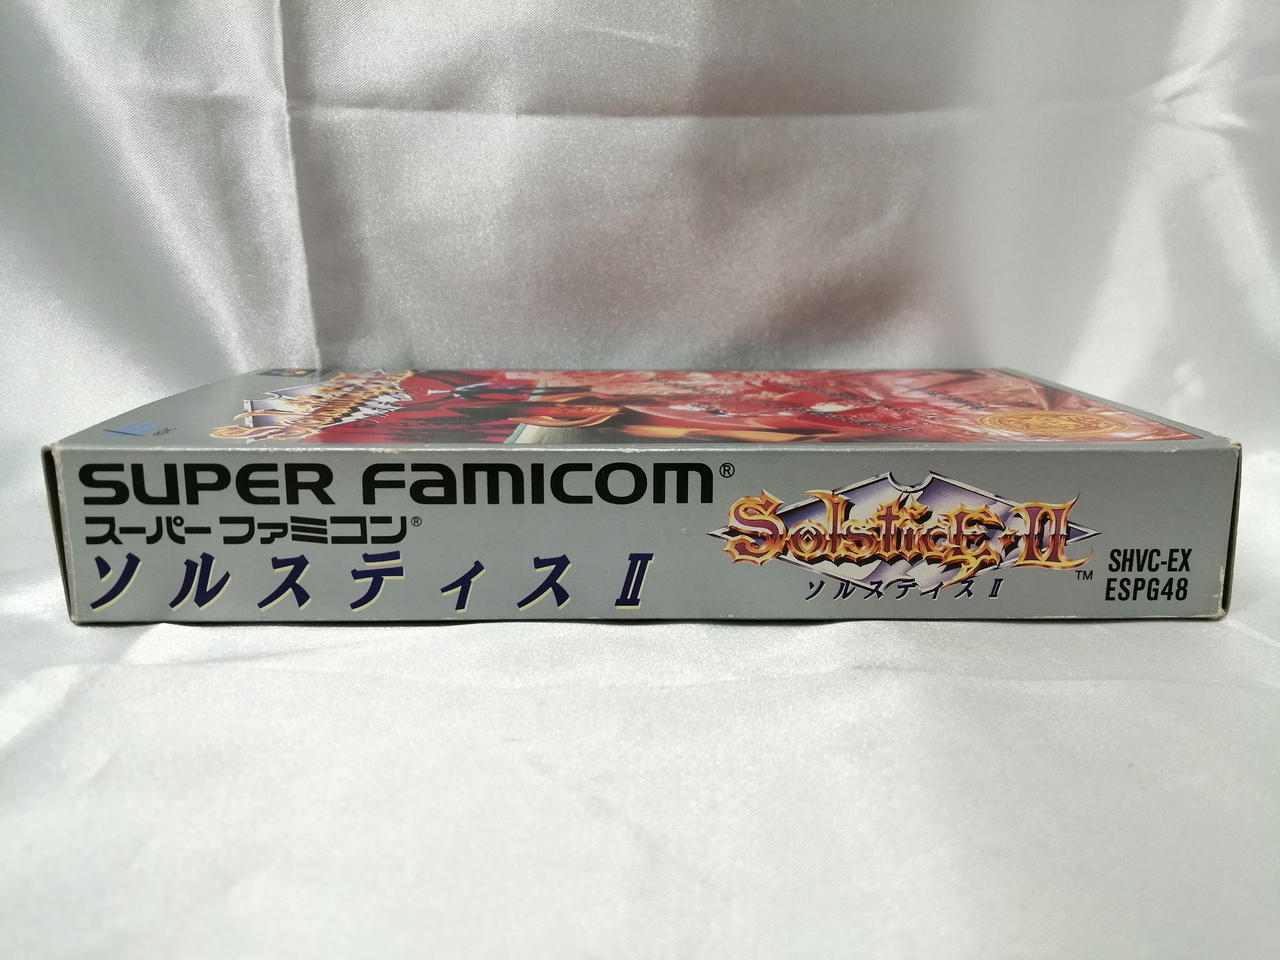 SUPER FAMICOM®
スーパーファミコン®
ソルスティスⅡ
Solstice・II
ソルスティスⅡ
TM
SHVC-EX
ESPG48